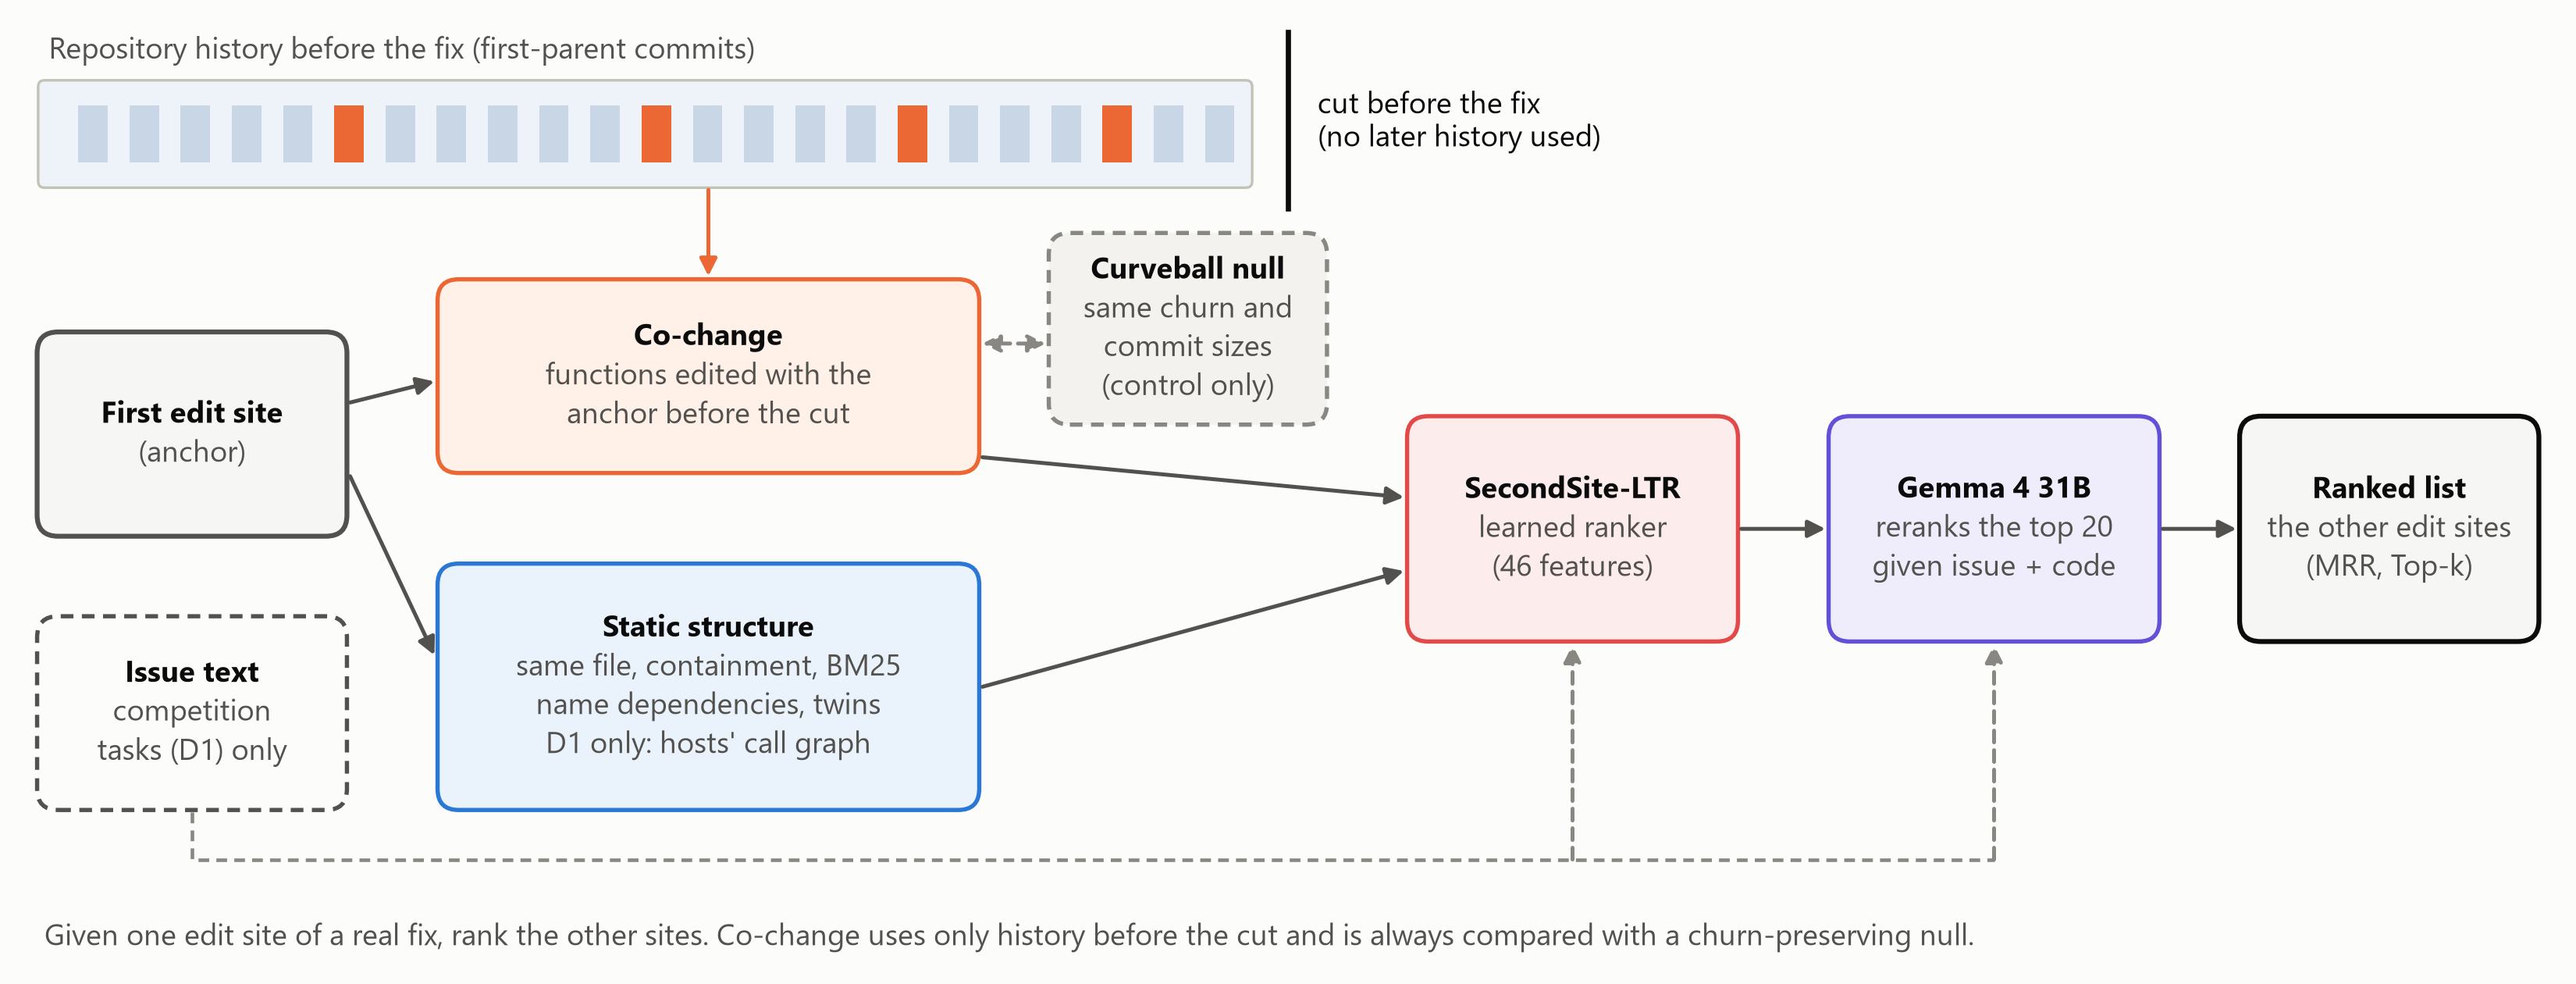 Repository history before the fix (first-parent commits)
cut before the fix
(no later history used)
Curveball null
same churn and
commit sizes
(control only)
Co-change
functions edited with the
anchor before the cut
First edit site
(anchor)
SecondSite-LTR
learned ranker
(46 features)
Gemma 4 31B
reranks the top 20
given issue + code
Ranked list
the other edit sites
(MRR, Top-k)
Static structure
same file, containment, BM25
name dependencies, twins
D1 only: hosts' call graph
Issue text
competition
tasks (D1) only
Given one edit site of a real fix, rank the other sites. Co-change uses only history before the cut and is always compared with a churn-preserving null.